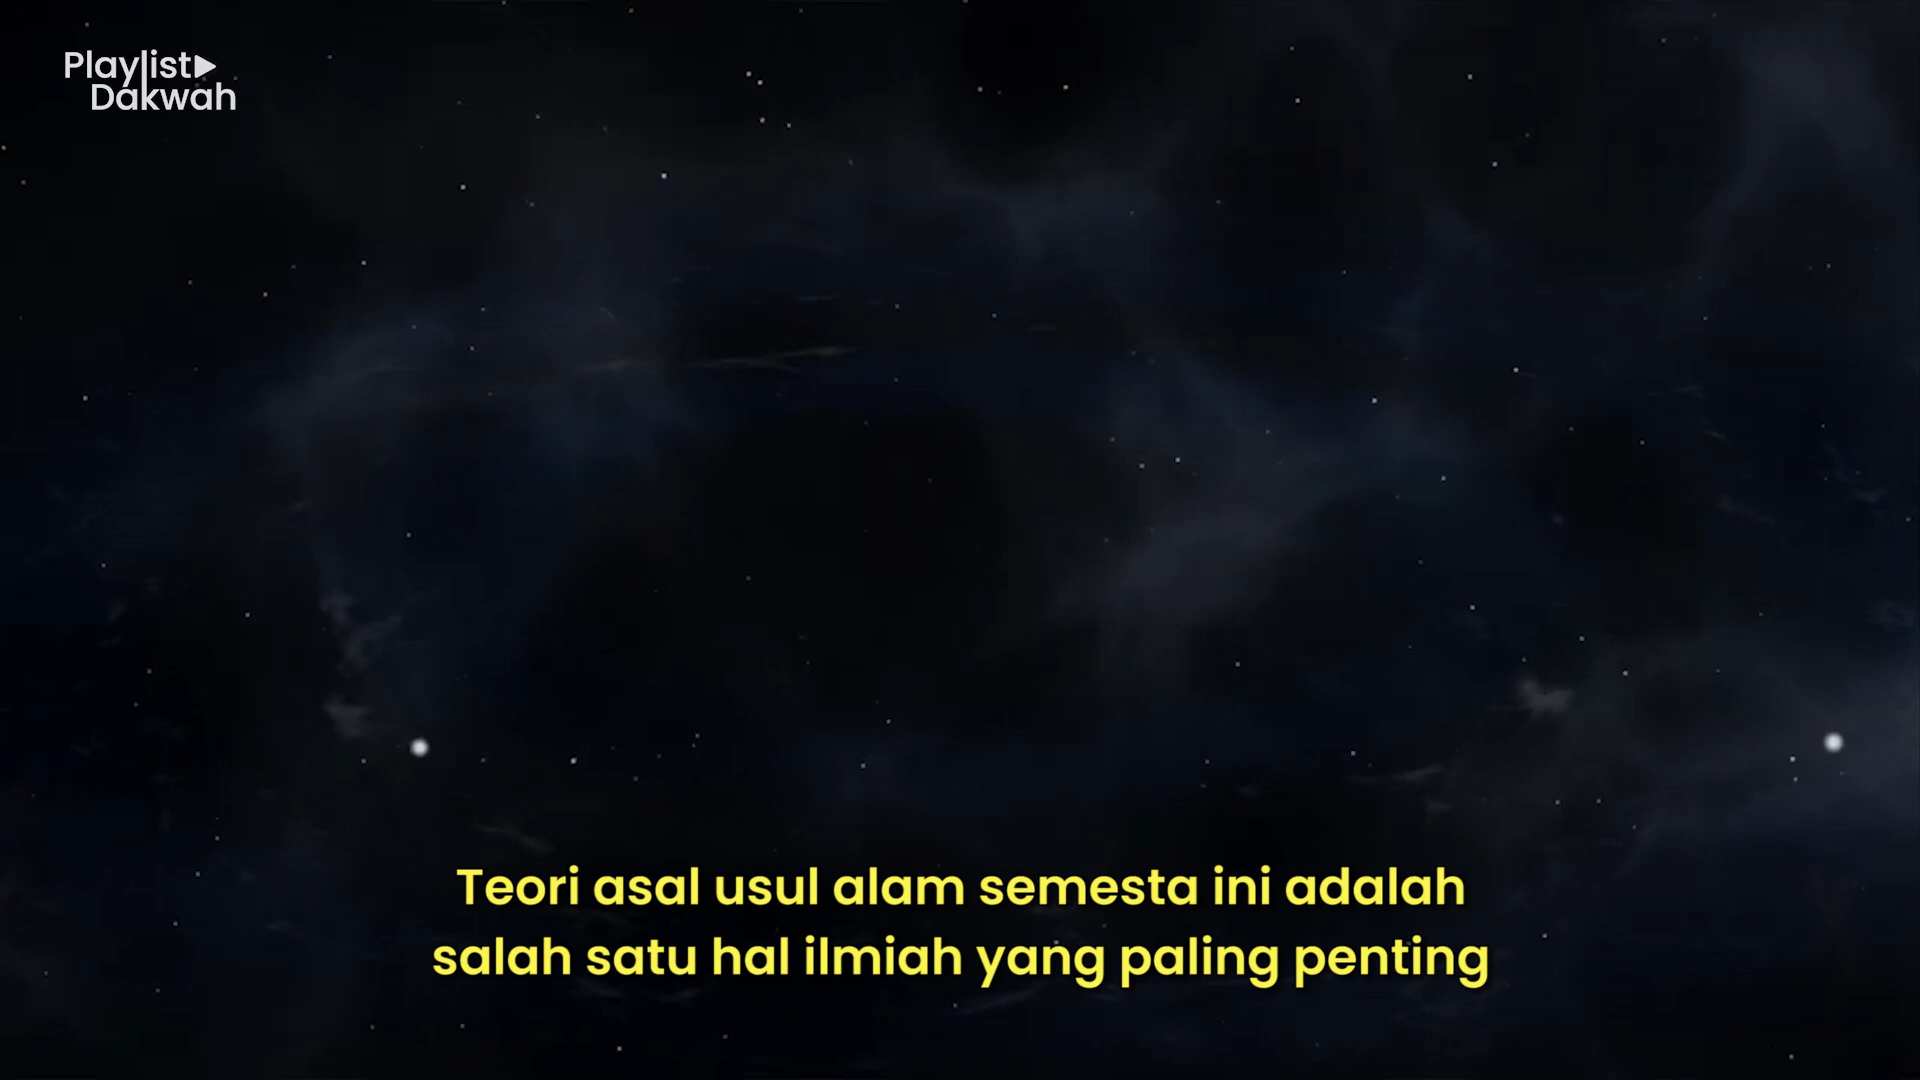 Playlist
Dakwah
Teori asal usul alam semesta ini adalah
salah satu hal ilmiah yang paling penting